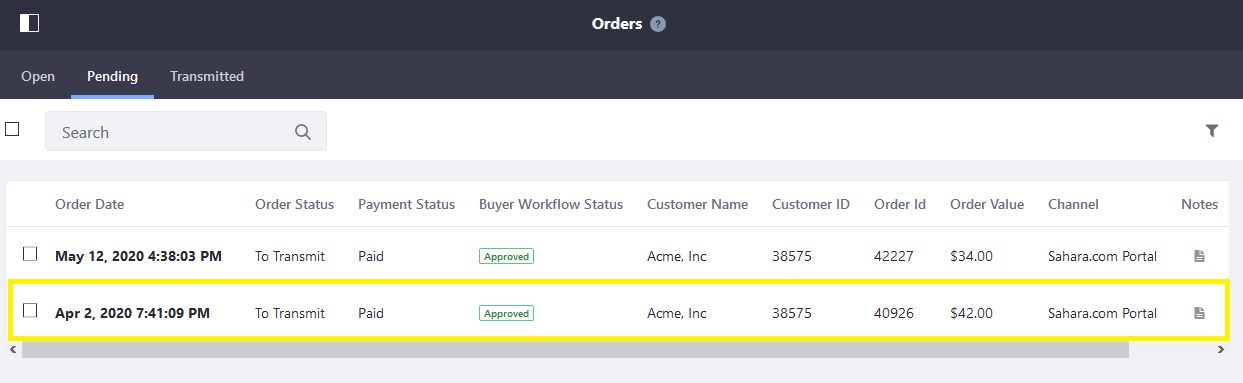 Orders ?
Open Pending Transmitted
Search
Order Date Order Status Payment Status Buyer Workflow Status Customer Name Customer ID Order Id Order Value Channel Notes
May 12, 2020 4:38:03 PM To Transmit Paid Approved Acme, Inc 38575 42227 $34.00 Sahara.com Portal
Apr 2, 2020 7:41:09 PM To Transmit Paid Approved Acme, Inc 38575 40926 $42.00 Sahara.com Portal